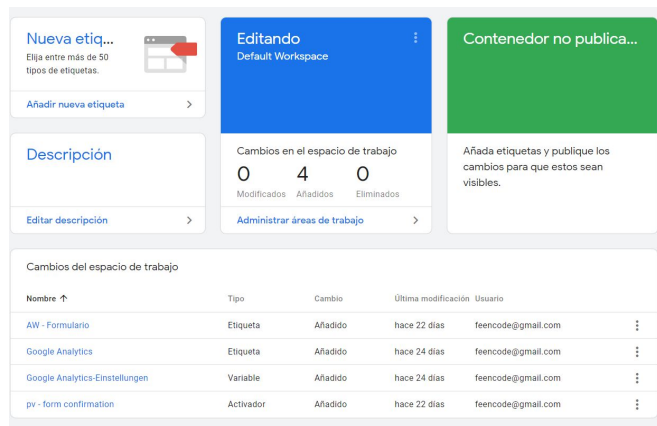 Nueva etiq...
Elija entre más de 50
tipos de etiquetas.
Añadir nueva etiqueta
Descripción
Editar descripción
Editando
Default Workspace
Cambios en el espacio de trabajo
0 4 0
Modificados Añadidos Eliminados
Administrar áreas de trabajo
Contenedor no publica...
Añada etiquetas y publique los
cambios para que estos sean
visibles.
Cambios del espacio de trabajo
Nombre Tipo Cambio Última modificación Usuario
AW - Formulario Etiqueta Añadido hace 22 días feencode@gmail.com
Google Analytics Etiqueta Añadido hace 24 días feencode@gmail.com
Google Analytics-Einstellungen Variable Añadido hace 24 días feencode@gmail.com
pv - form confirmation Activador Añadido hace 22 días feencode@gmail.com